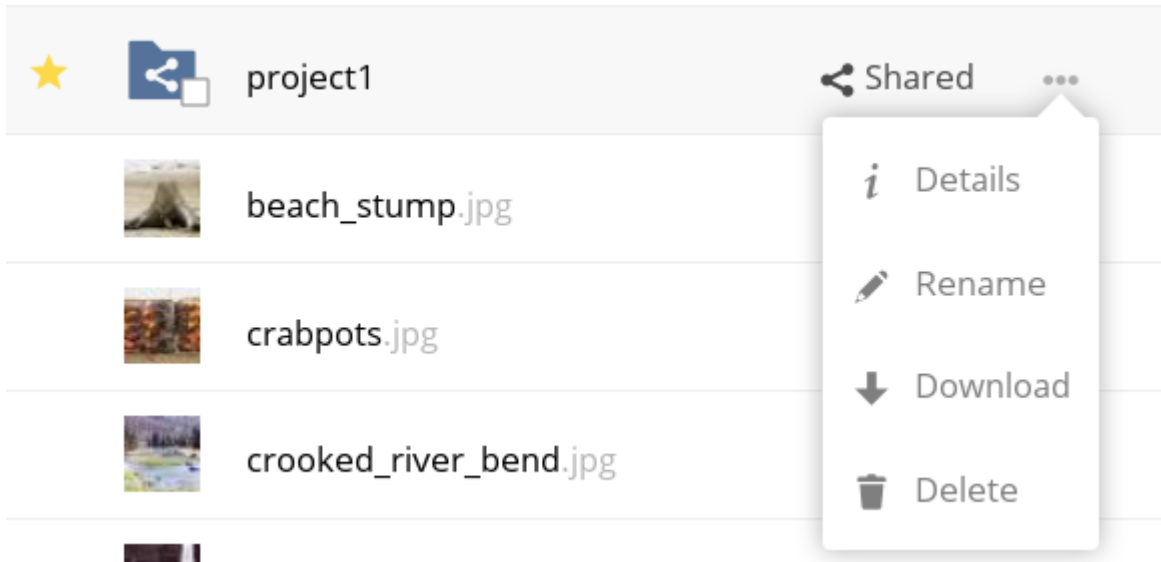 project1 Shared
Details
beach_stump.jpg
Rename
crabpots.jpg
Download
crooked_river_bend.jpg
Delete